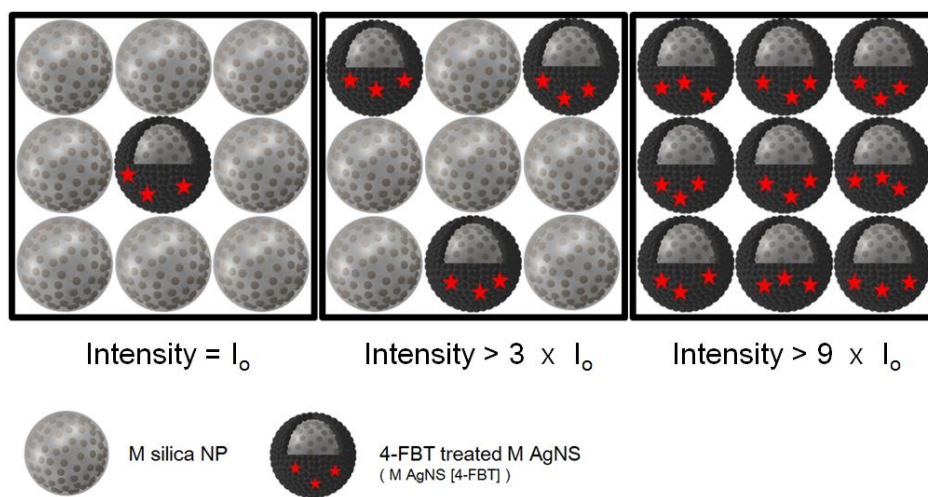 Intensity = Io
Intensity > 3 x Io
Intensity > 9 x Io
M silica NP
4-FBT treated M AgNS
( M AgNS [4-FBT] )